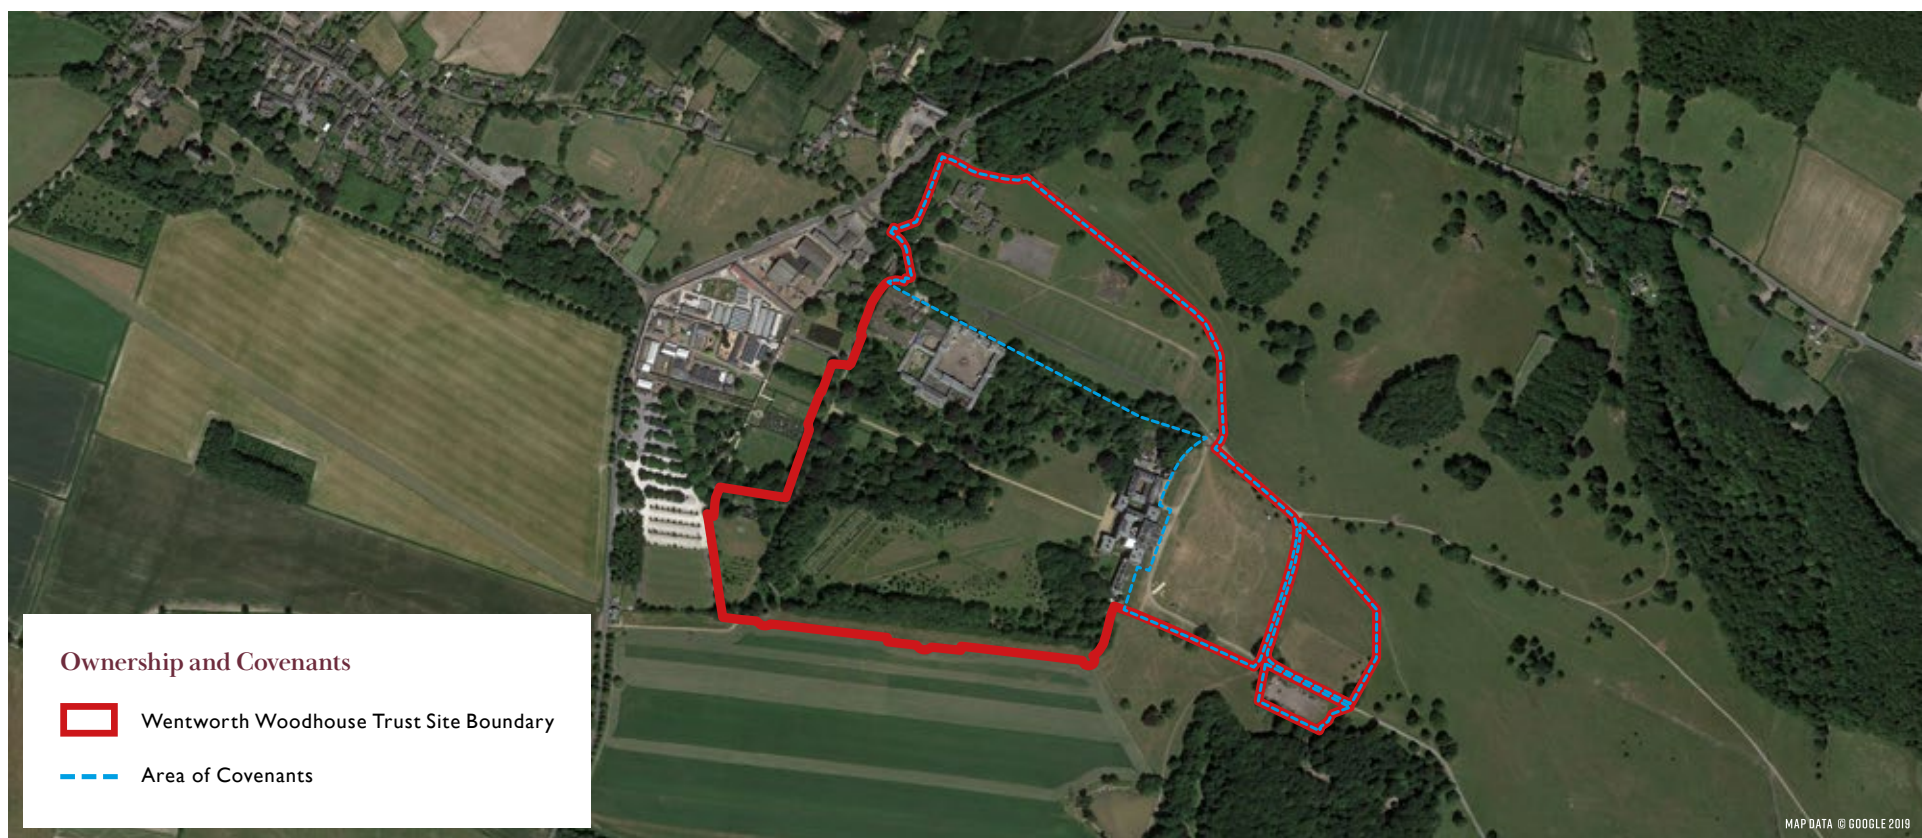 Ownership and Covenants
Wentworth Woodhouse Trust Site Boundary
Area of Covenants
MAP DATA © GOOGLE 2019